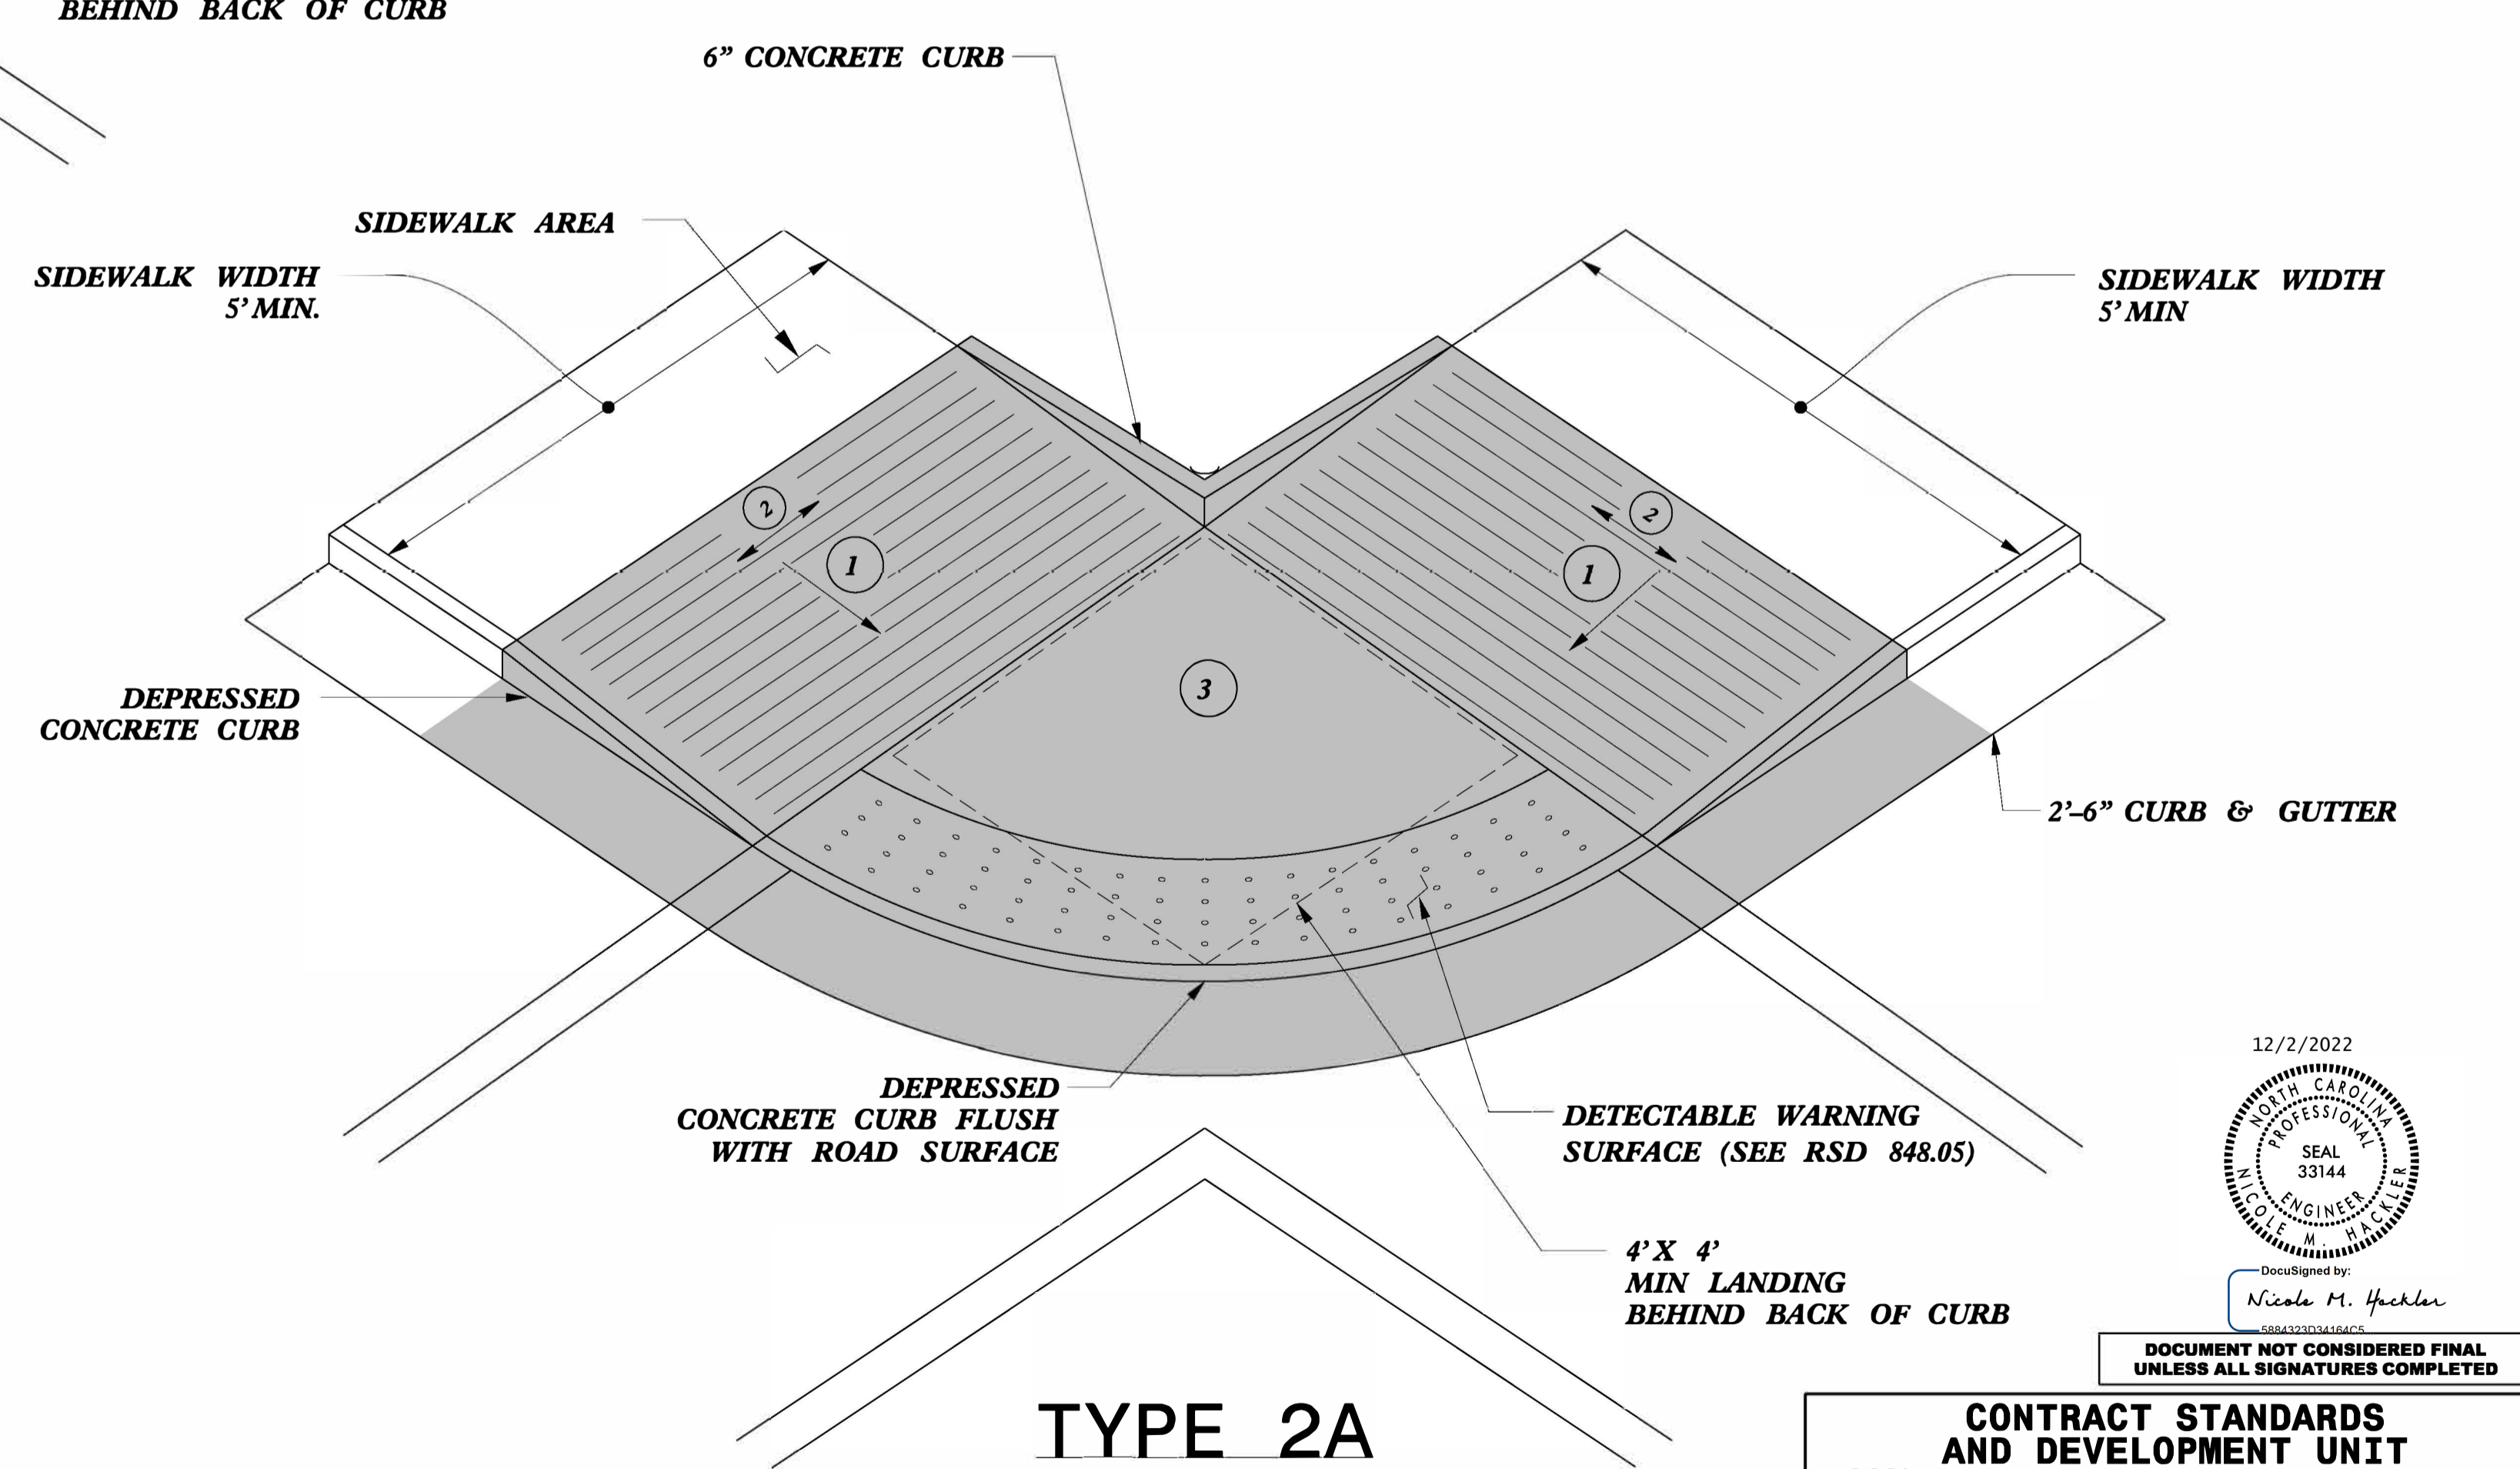 BEHIND BACK OF CURB
6” CONCRETE CURB
SIDEWALK AREA
SIDEWALK WIDTH
5’ MIN.
SIDEWALK WIDTH
5’ MIN
2
1
2
1
3
DEPRESSED
CONCRETE CURB
2’–6” CURB & GUTTER
DEPRESSED
CONCRETE CURB FLUSH
WITH ROAD SURFACE
DETECTABLE WARNING
SURFACE (SEE RSD 848.05)
4’ X 4’
MIN LANDING
BEHIND BACK OF CURB
12/2/2022
NORTH CAROLINA
PROFESSIONAL
SEAL
33144
ENGINEER
NICOLE M. HACKLER
DocuSigned by:
Nicole M. Hackler
5884323D34164C5...
DOCUMENT NOT CONSIDERED FINAL
UNLESS ALL SIGNATURES COMPLETED
TYPE 2A
CONTRACT STANDARDS
AND DEVELOPMENT UNIT